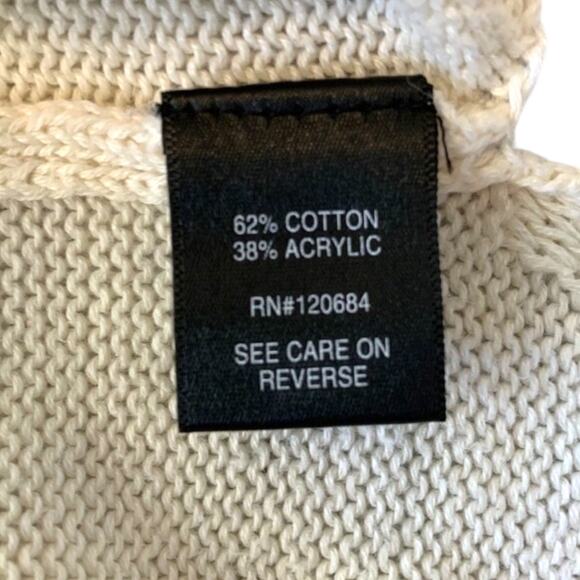 62% COTTON
38% ACRYLIC
RN#120684
SEE CARE ON
REVERSE